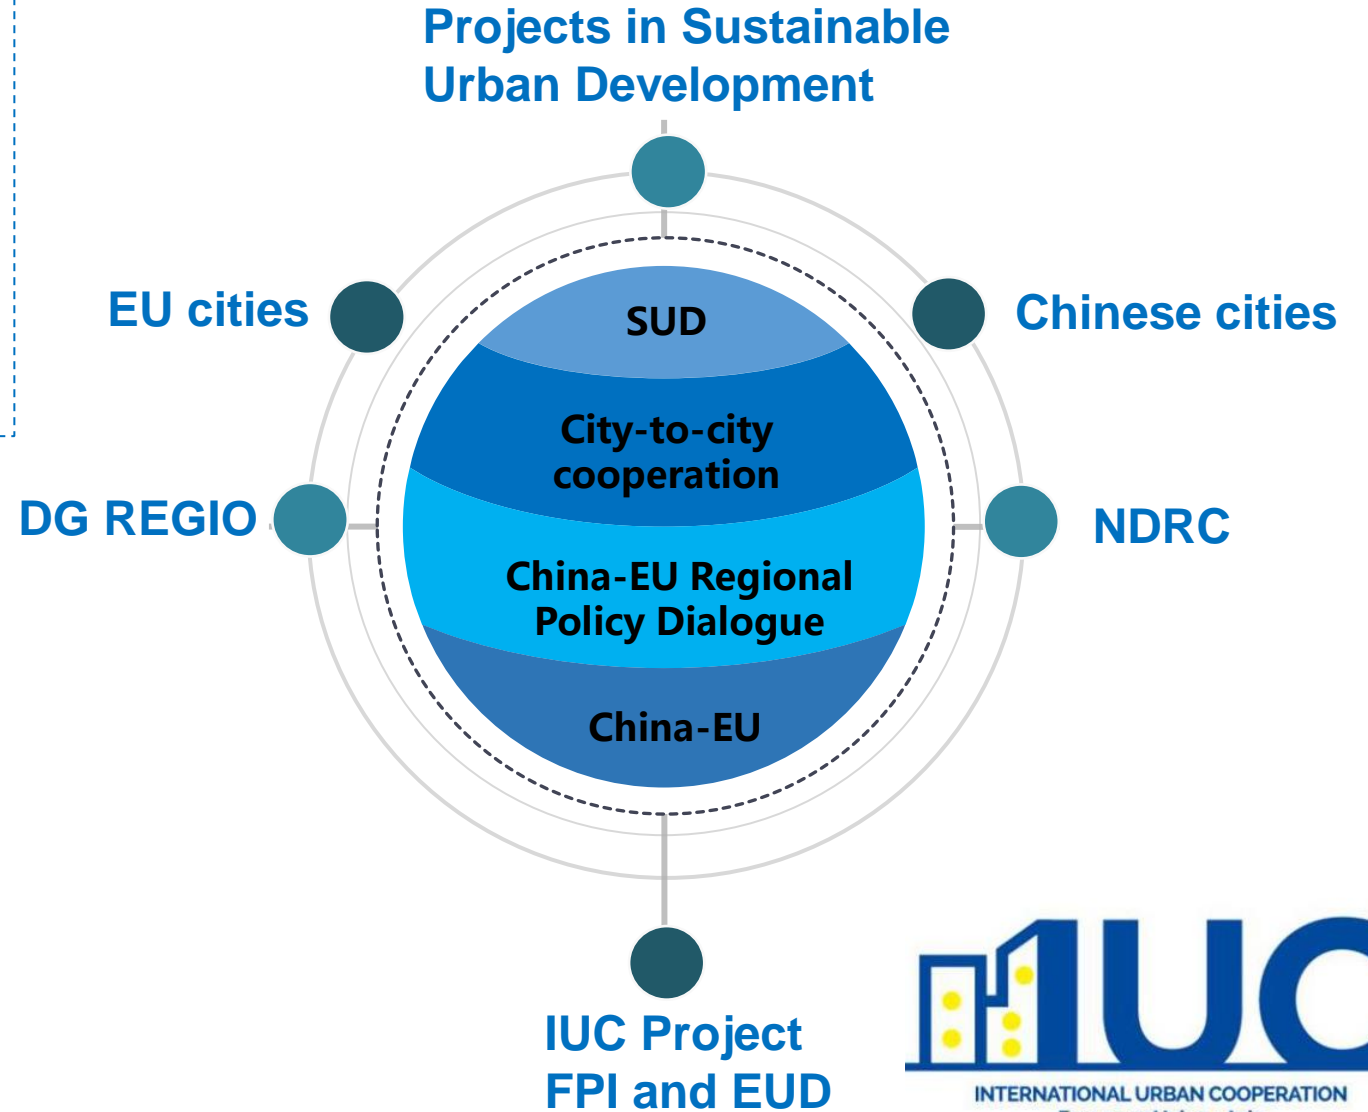 Projects in Sustainable
Urban Development
EU cities
Chinese cities
SUD
City-to-city
cooperation
DG REGIO
NDRC
China-EU Regional
Policy Dialogue
China-EU
IUC Project
FPI and EUD
IUC
INTERNATIONAL URBAN COOPERATION